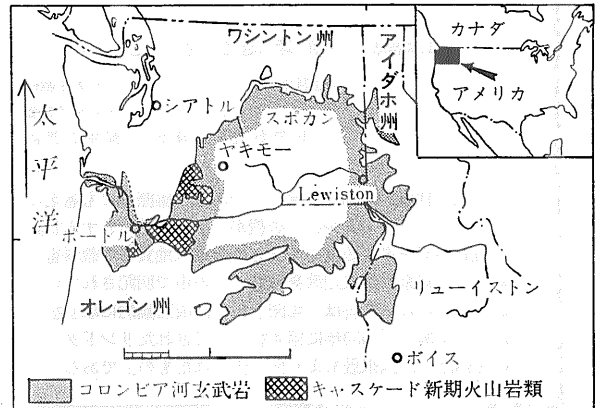 ワシントン州
アイダホ州
カナダ
アメリカ
太平洋
シアトル
スポカン
ヤキモー
Lewiston
ポートル
オレゴン州
リューイストン
ボイス
コロンビア河玄武岩
キャスケード新期火山岩類